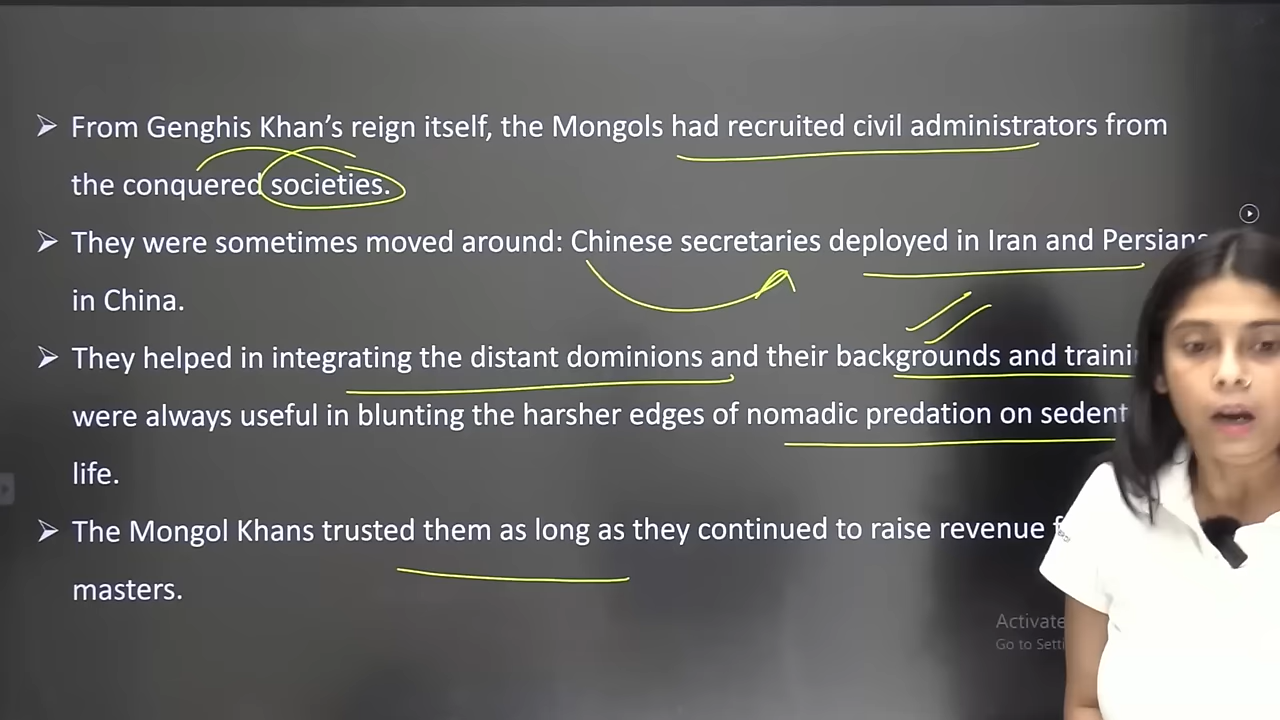 ➢ From Genghis Khan's reign itself, the Mongols had recruited civil administrators from
the conquered societies.
➢ They were sometimes moved around: Chinese secretaries deployed in Iran and Persians
in China.
➢ They helped in integrating the distant dominions and their backgrounds and
were always useful in blunting the harsher edges of nomadic predation on
life.
➢ The Mongol Khans trusted them as long as they continued to raise revenue
masters.
Activate
Go to